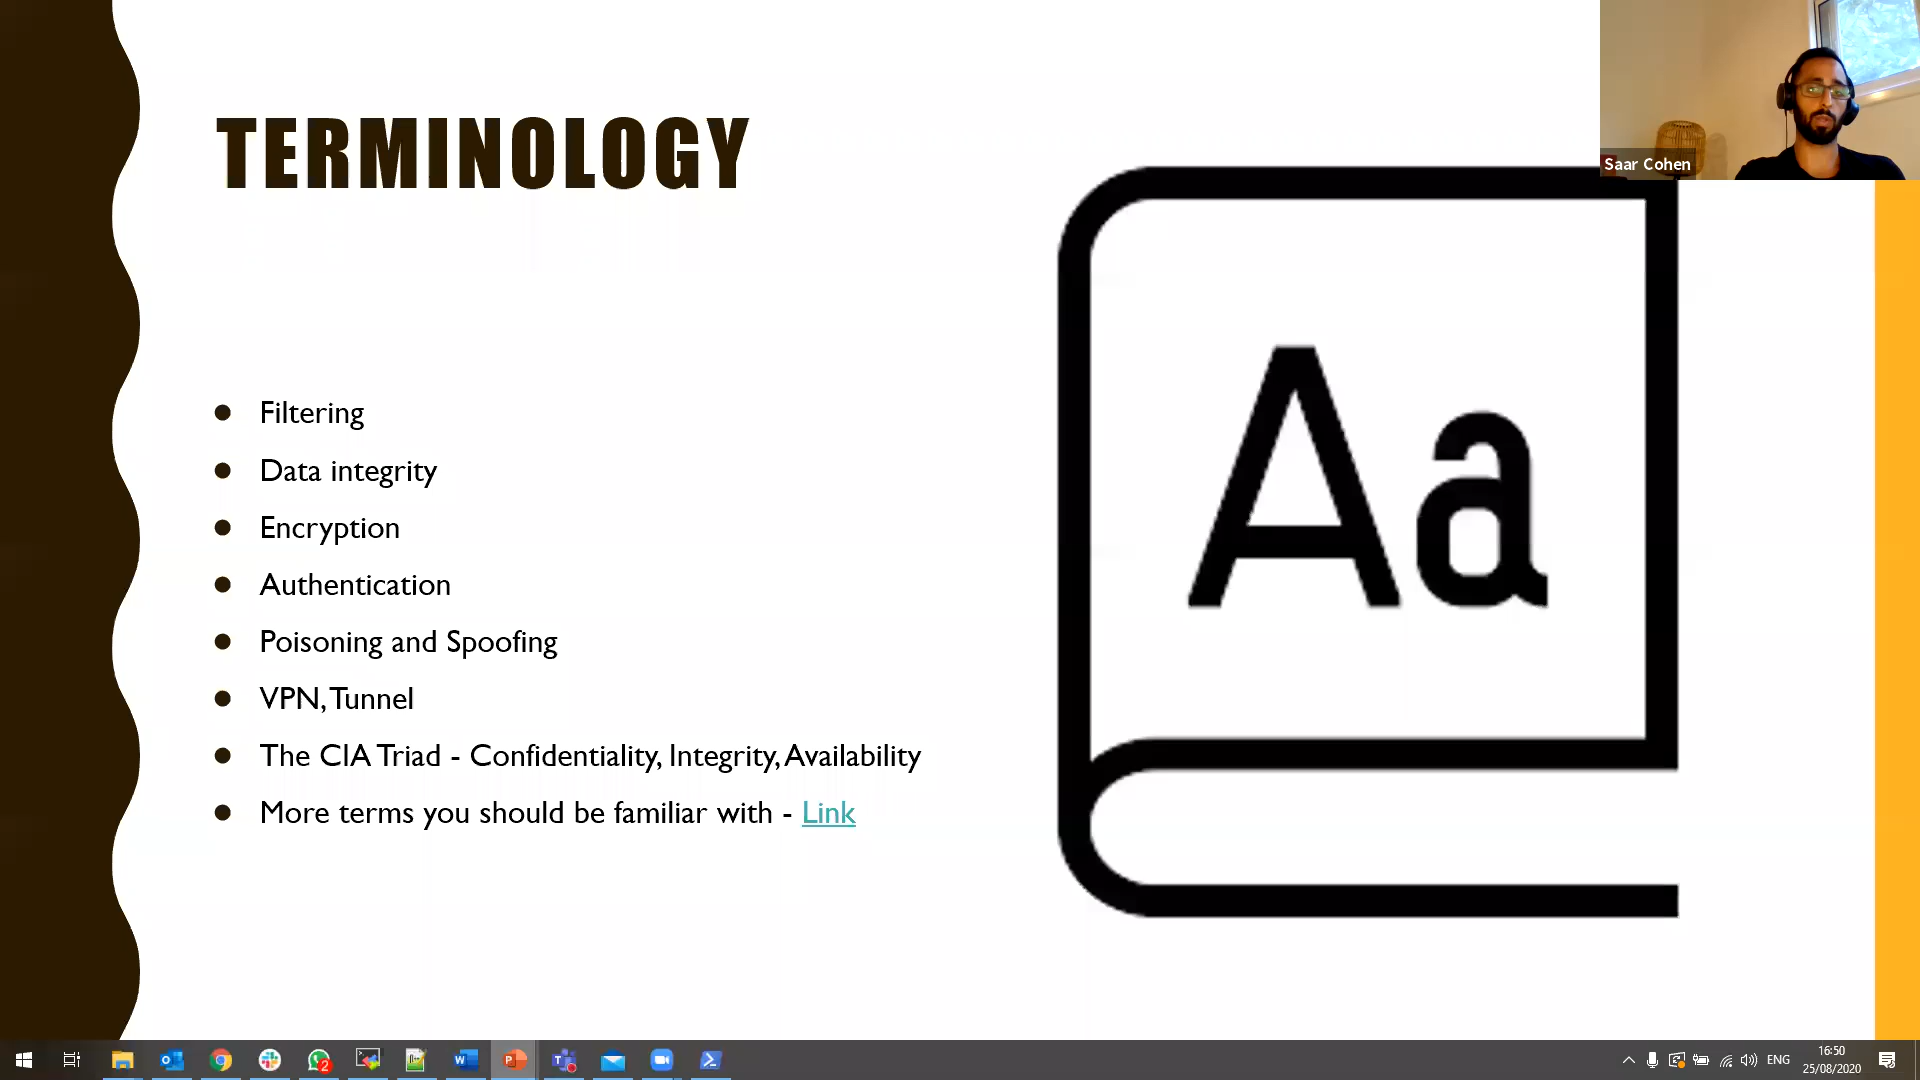 TERMINOLOGY
Saar Cohen
Aa
● Filtering
● Data integrity
● Encryption
● Authentication
● Poisoning and Spoofing
● VPN, Tunnel
● The CIA Triad - Confidentiality, Integrity, Availability
● More terms you should be familiar with - Link
2
ENG
16:50
25/08/2020